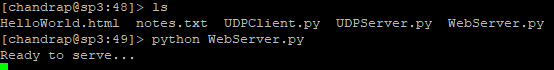 [chandrap@sp3:48]> ls
HelloWorld.html  notes.txt  UDPClient.py  UDPServer.py  WebServer.py
[chandrap@sp3:49]> python WebServer.py
Ready to serve...